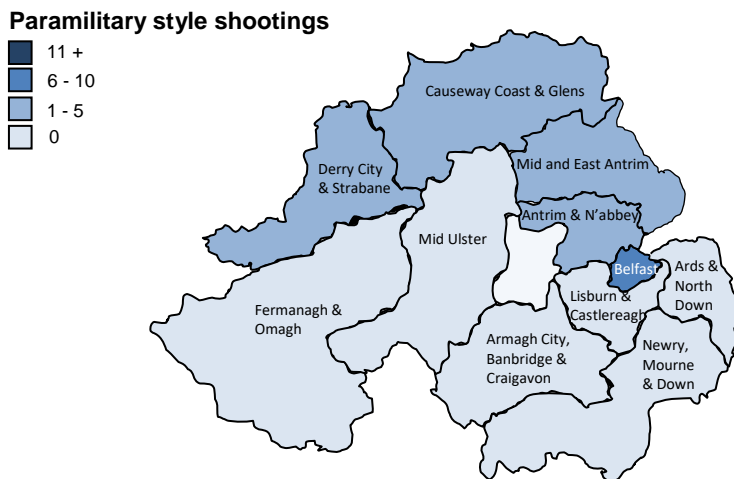 Paramilitary style shootings
11 +
6 - 10
1 - 5
0
Causeway Coast & Glens
Mid and East Antrim
Derry City
& Strabane
Antrim & N'abbey
Mid Ulster
Belfast
Ards &
North
Down
Lisburn &
Castlereagh
Fermanagh &
Omagh
Armagh City,
Banbridge &
Craigavon
Newry,
Mourne
& Down